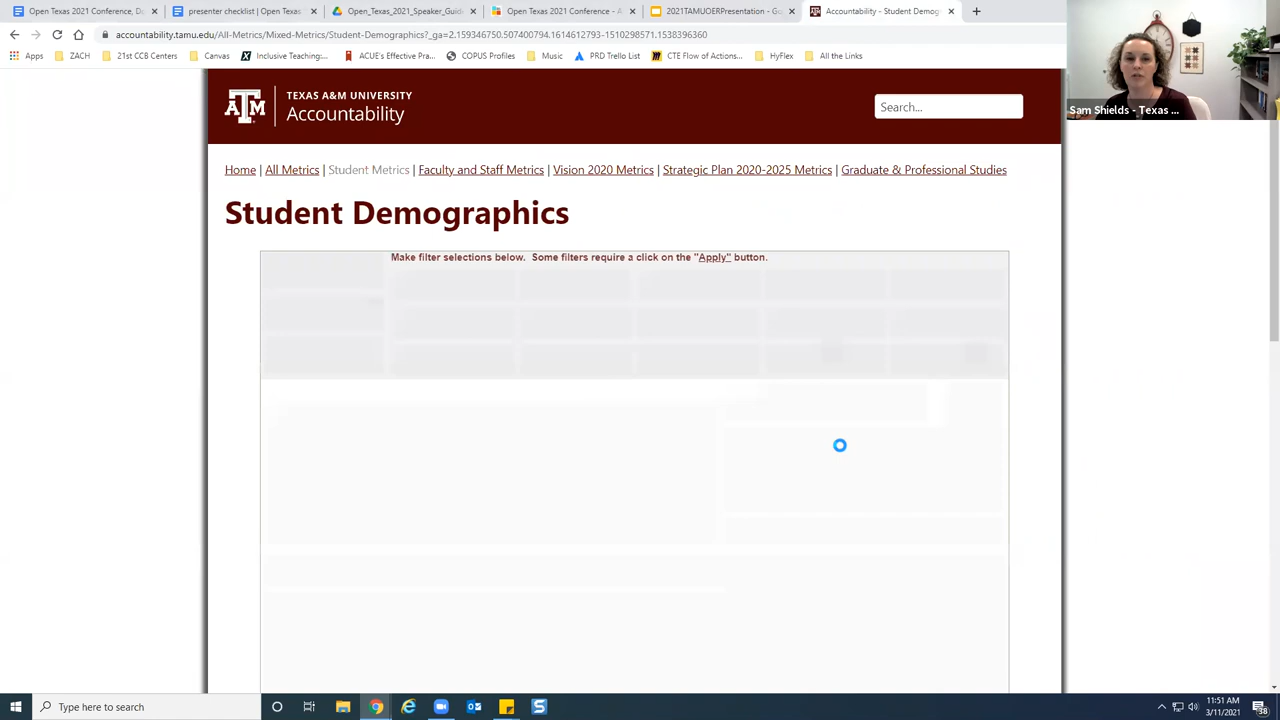 Open Texas 2021 Conference, Da
presenter checklist | Open Texas
Open_Texas_2021_Speaker_Guide
Open Texas 2021 Conference - A
2021TAMUOERPresentation - Go
Accountability - Student Demog
accountability.tamu.edu/All-Metrics/Mixed-Metrics/Student-Demographics?_ga=2.159346750.507400794.1614612793-1510298571.1538396360
Apps
ZACH
21st CCB Centers
Canvas
Inclusive Teaching:...
ACUE's Effective Pra...
COPUS Profiles
Music
PRD Trello List
CTE Flow of Actions...
HyFlex
All the Links
Sam Shields - Texas ...
TEXAS A&M UNIVERSITY
Accountability
Search...
Home | All Metrics | Student Metrics | Faculty and Staff Metrics | Vision 2020 Metrics | Strategic Plan 2020-2025 Metrics | Graduate & Professional Studies
Student Demographics
Make filter selections below. Some filters require a click on the "Apply" button.
Type here to search
11:51 AM
3/11/2021
38